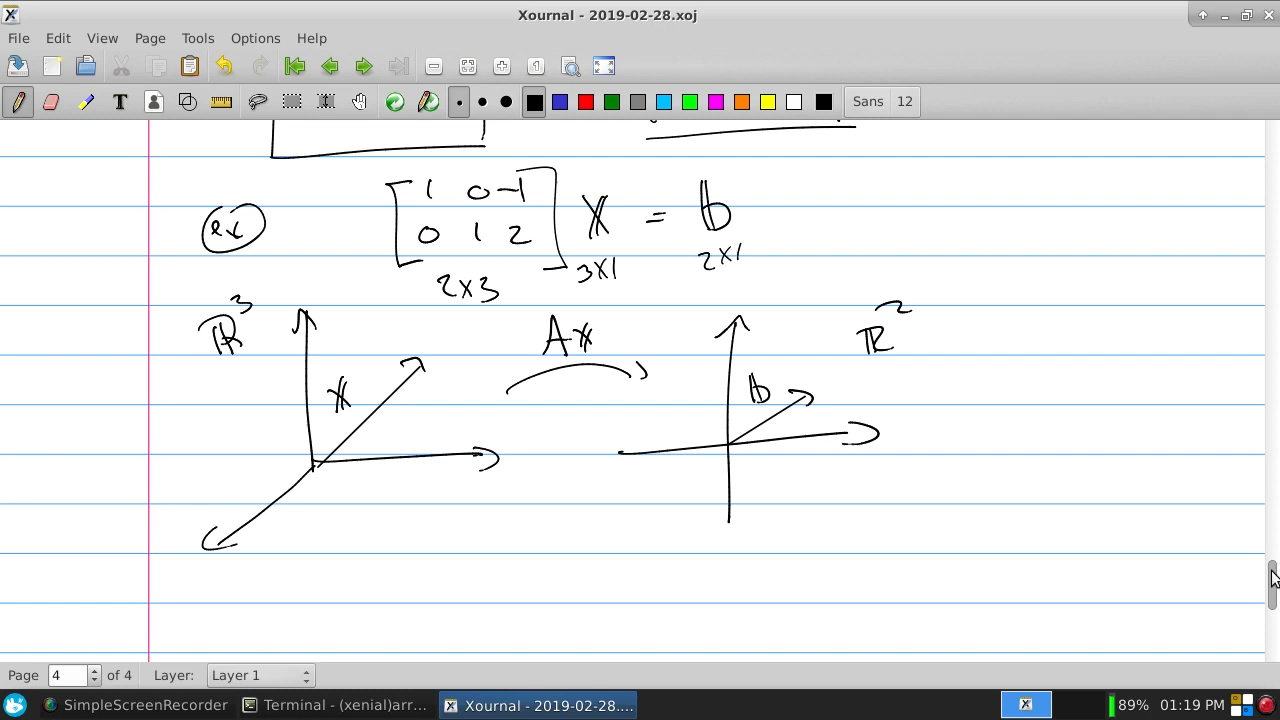 Xournal - 2019-02-28.xoj
File Edit View Page Tools Options Help
Sans 12
ex [ 1 0 -1 ] 𝕏 = 𝕓
[ 0 1 2 ]
2x3 3x1 2x1
ℝ³ A𝕏 ℝ²
𝕏 𝕓
Page 4 of 4 Layer: Layer 1
SimpleScreenRecorder Terminal - (xenial)arr... Xournal - 2019-02-28.... 89% 01:19 PM